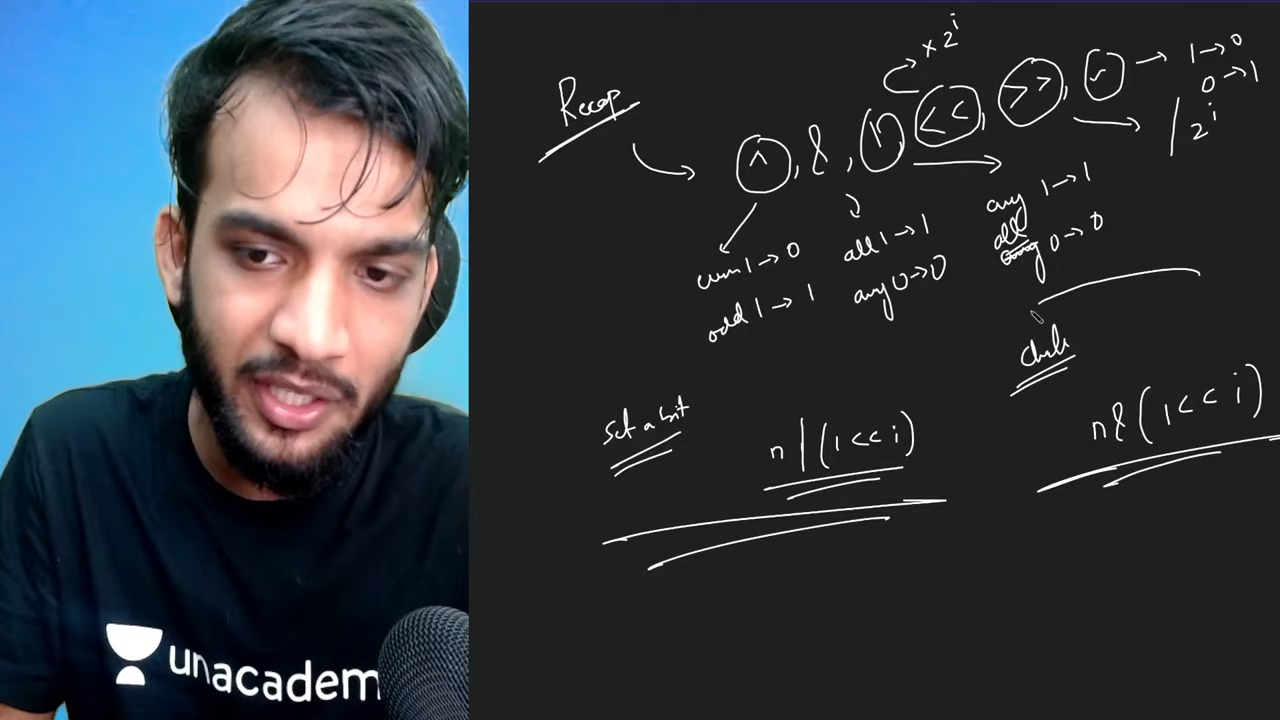 Recap
^, &, |, <<, >>, ~ → 1→0
0→1
→ × 2^i
/ 2^i
even 1→0
odd 1→1
all 1→1
any 0→0
any 1→1
all 0→0
set a bit
n | (1 << i)
check
n & (1 << i)
unacadem